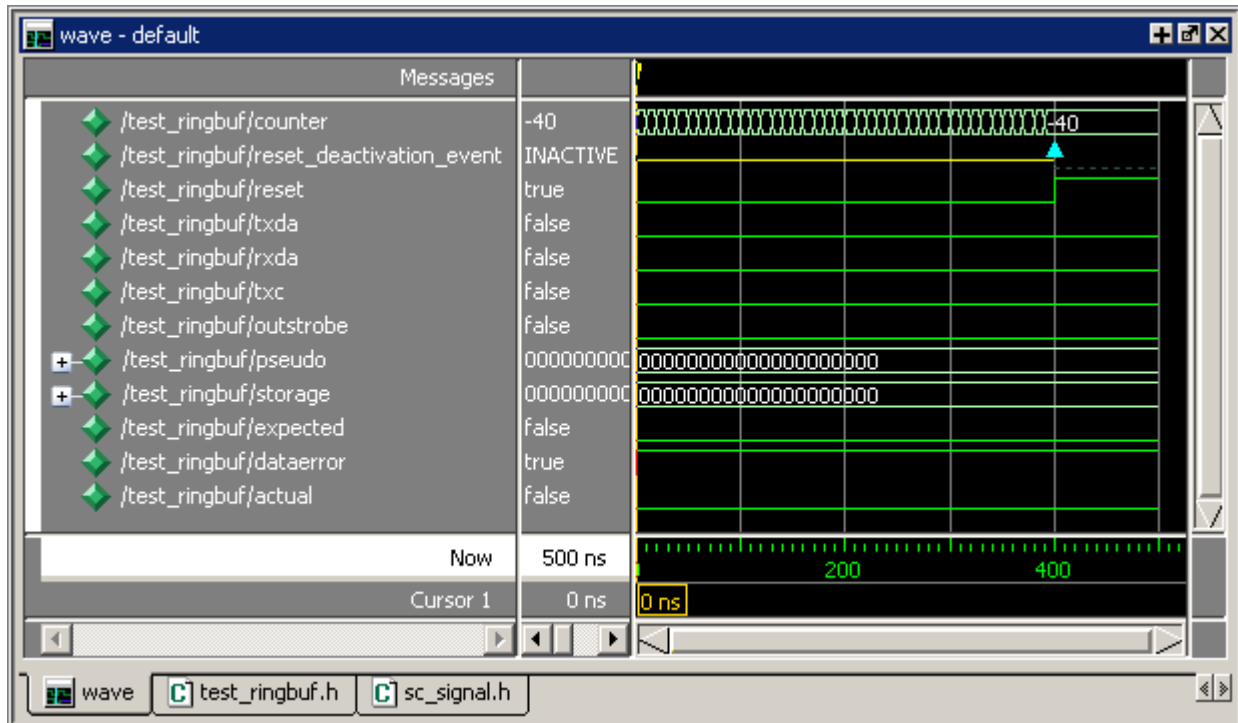 wave - default
Messages
/test_ringbuf/counter -40 -40
/test_ringbuf/reset_deactivation_event INACTIVE
/test_ringbuf/reset true
/test_ringbuf/txda false
/test_ringbuf/rxda false
/test_ringbuf/txc false
/test_ringbuf/outstrobe false
/test_ringbuf/pseudo 000000000 00000000000000000000
/test_ringbuf/storage 000000000 00000000000000000000
/test_ringbuf/expected false
/test_ringbuf/dataerror true
/test_ringbuf/actual false
Now 500 ns 200 400
Cursor 1 0 ns 0 ns
wave test_ringbuf.h sc_signal.h